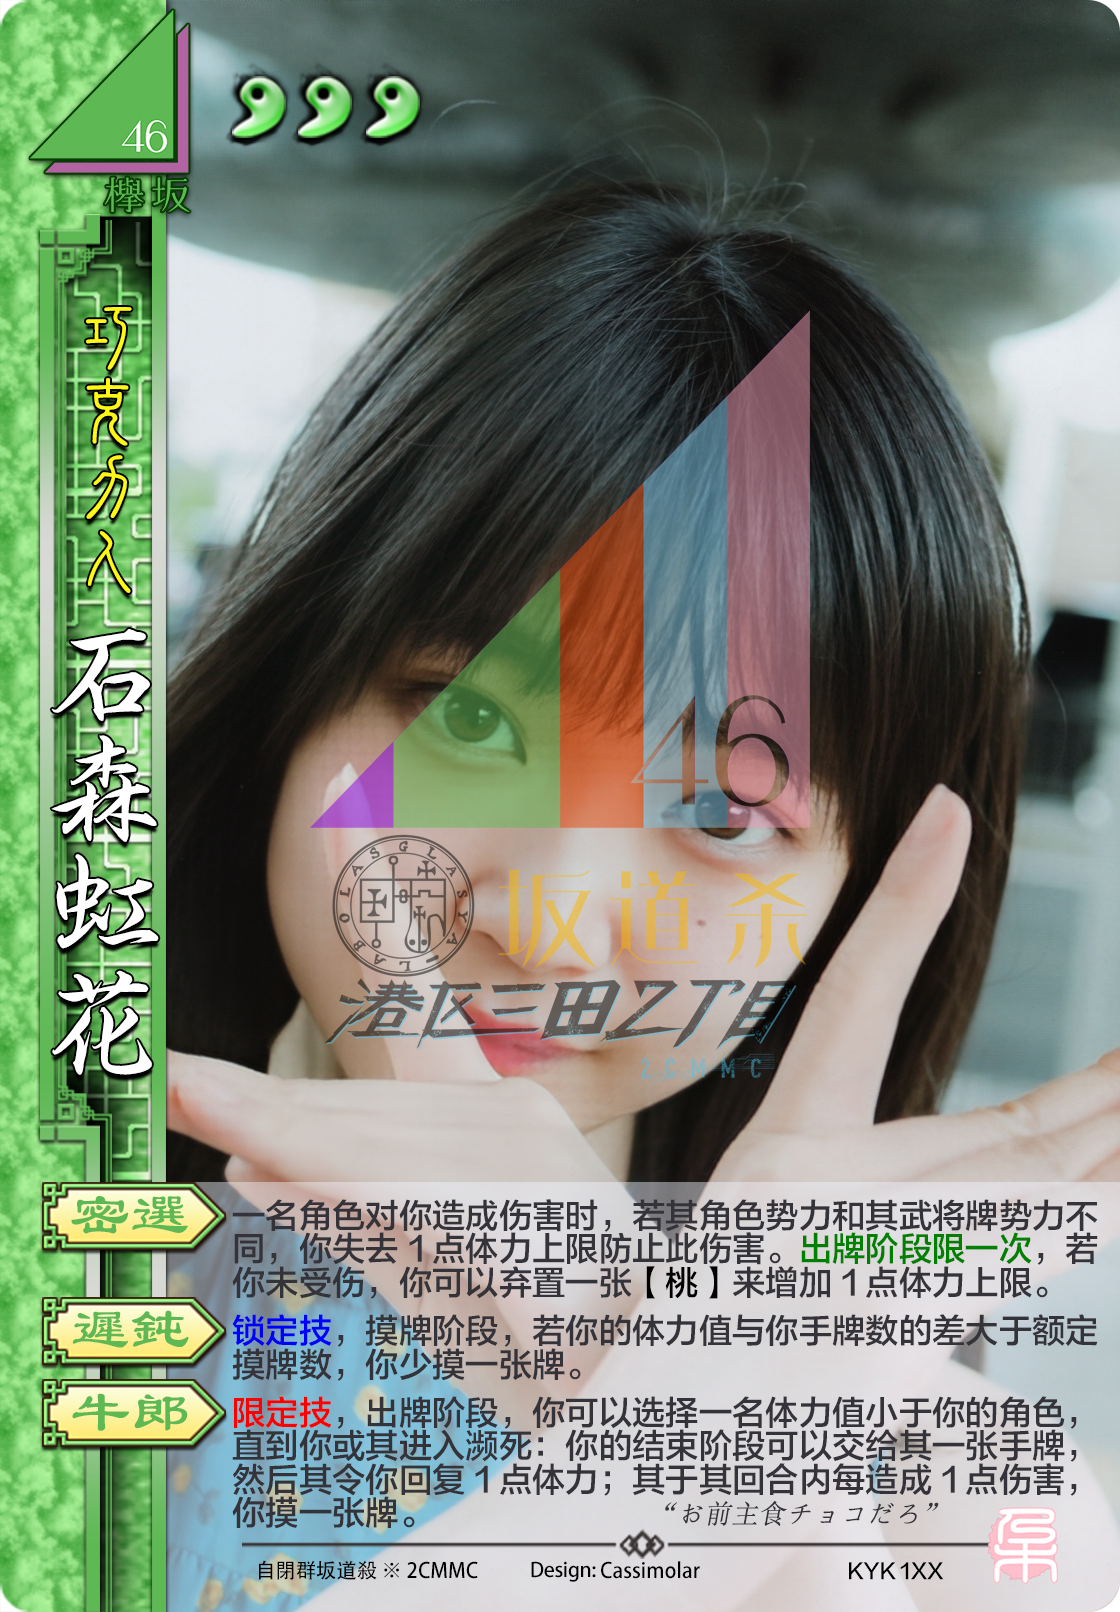 46
欅坂
巧克力人
石森虹花
46
GLASYA-LABOLAS
坂道杀
港区三田2丁目
2CMMC
密選
一名角色对你造成伤害时，若其角色势力和其武将牌势力不
同，你失去1点体力上限防止此伤害。出牌阶段限一次，若
你未受伤，你可以弃置一张【桃】来增加1点体力上限。
遲鈍
锁定技，摸牌阶段，若你的体力值与你手牌数的差大于额定
摸牌数，你少摸一张牌。
牛郎
限定技，出牌阶段，你可以选择一名体力值小于你的角色，
直到你或其进入濒死：你的结束阶段可以交给其一张手牌，
然后其令你回复1点体力；其于其回合内每造成1点伤害，
你摸一张牌。
“お前主食チョコだろ”
自閉群坂道殺 ※ 2CMMC
Design: Cassimolar
KYK 1XX